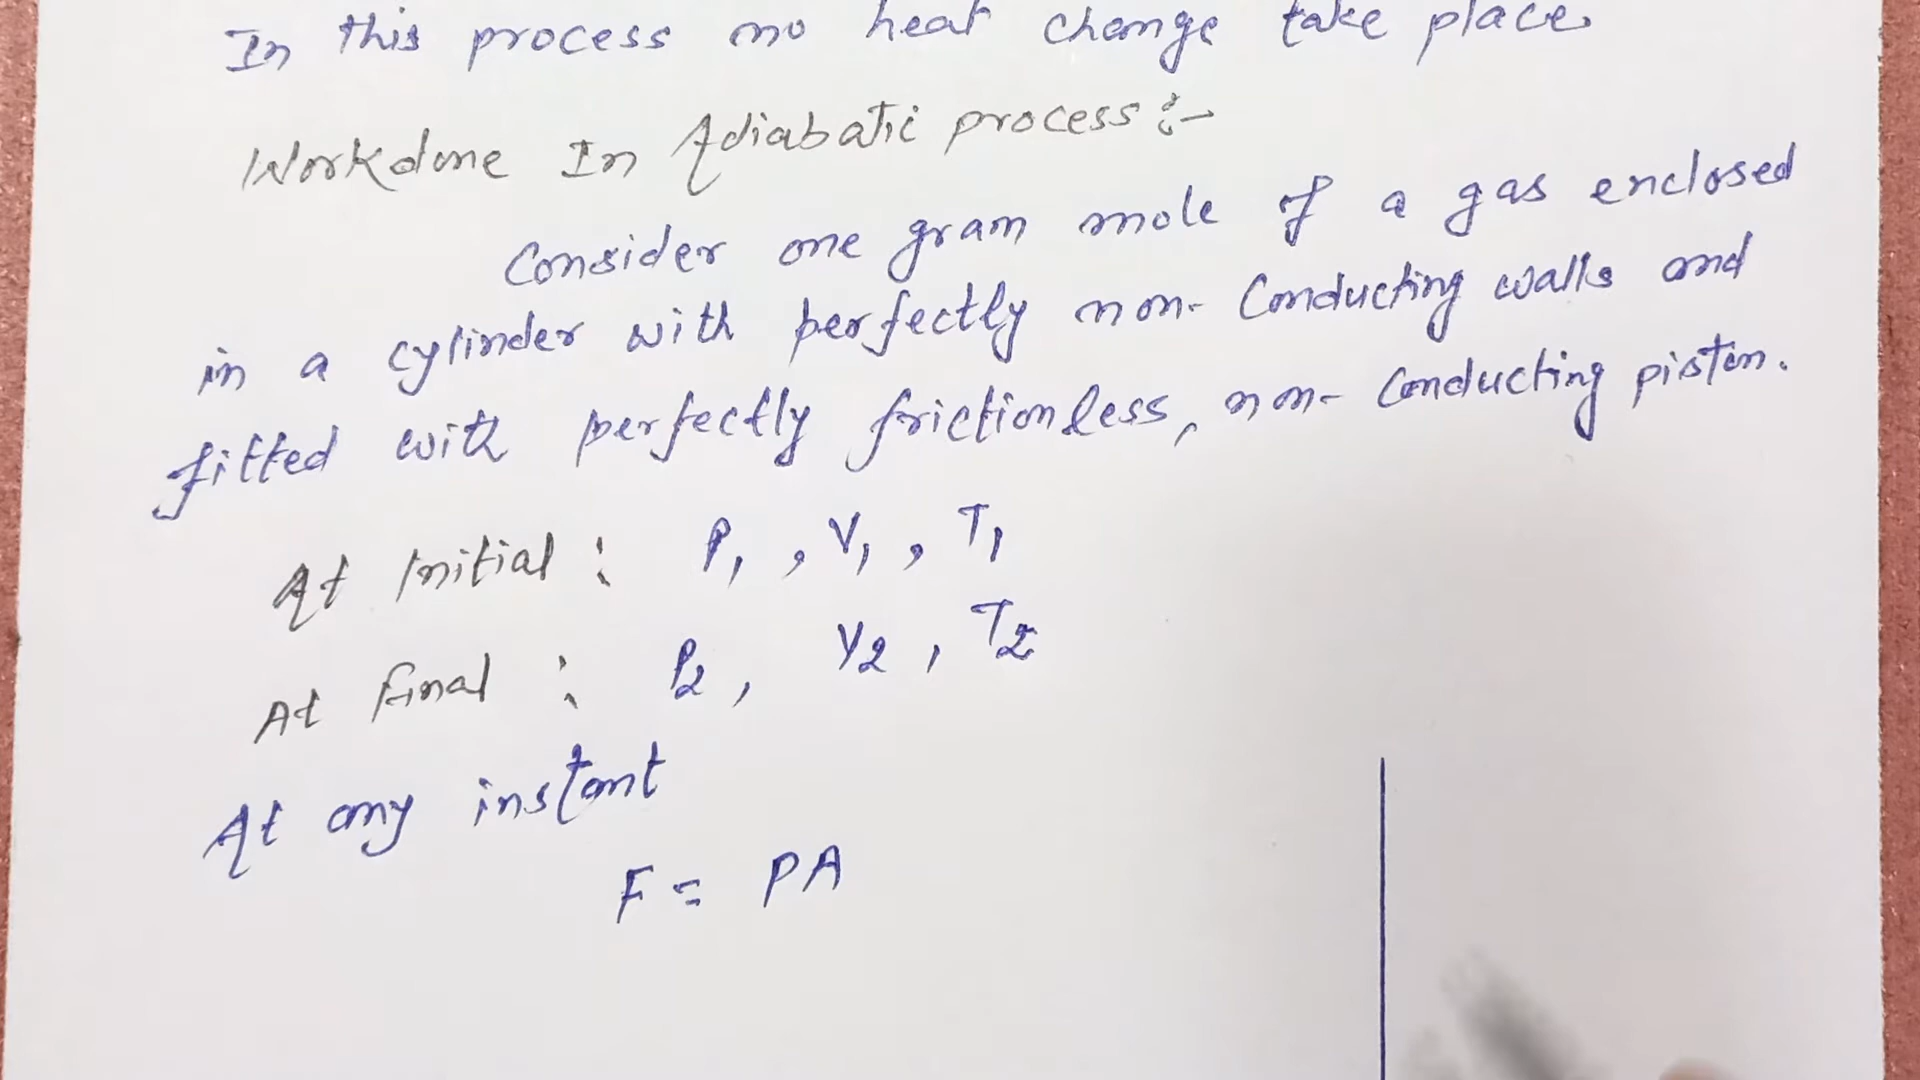 In this process no heat change take place
Workdone In Adiabatic process :-
Consider one gram mole of a gas enclosed
in a cylinder with perfectly non- Conducting walls and
fitted with perfectly frictionless, non- Conducting piston.
At Initial : P1 , V1 , T1
At final : P2 , V2 , T2
At any instant
F = PA